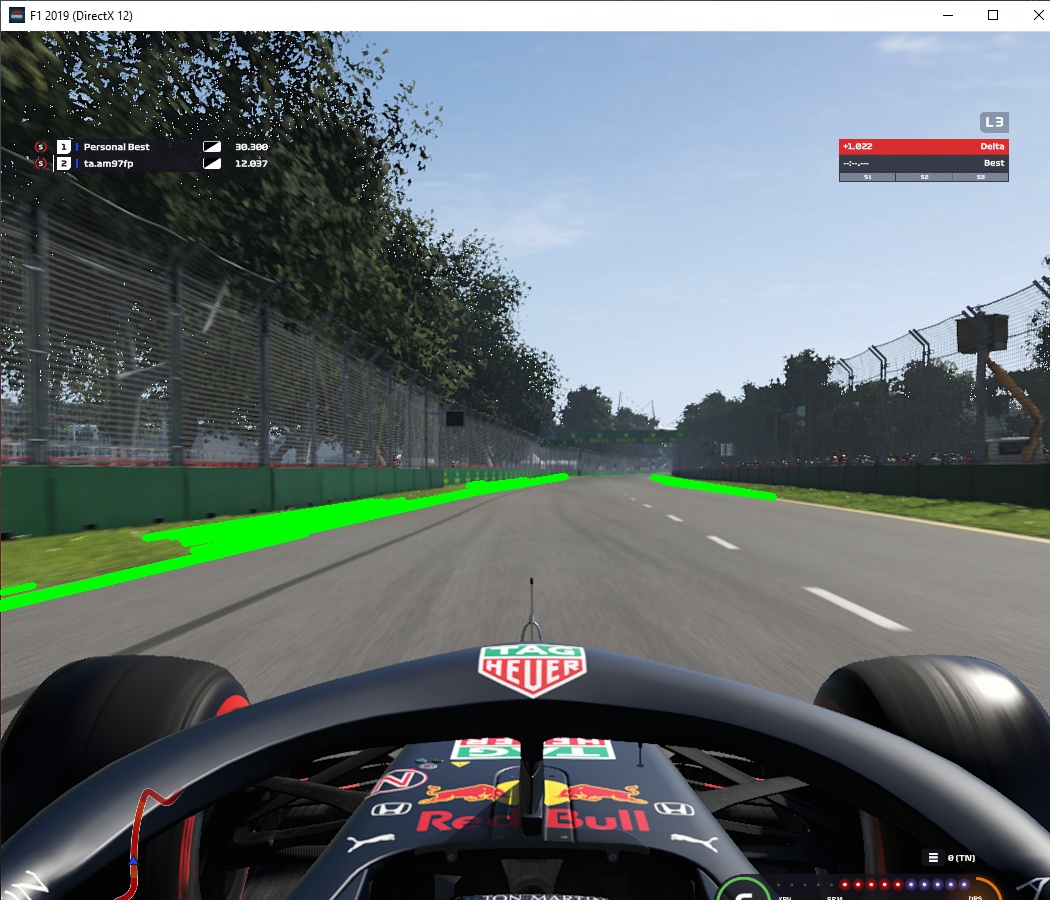 F1 2019 (DirectX 12)
L3
S 1 Personal Best 30.300
S 2 ta.am97fp 12.037
+1.022 Delta
--:--.--- Best
S1 S2 S3
TAG
HEUER
Red Bull
0 (TN)